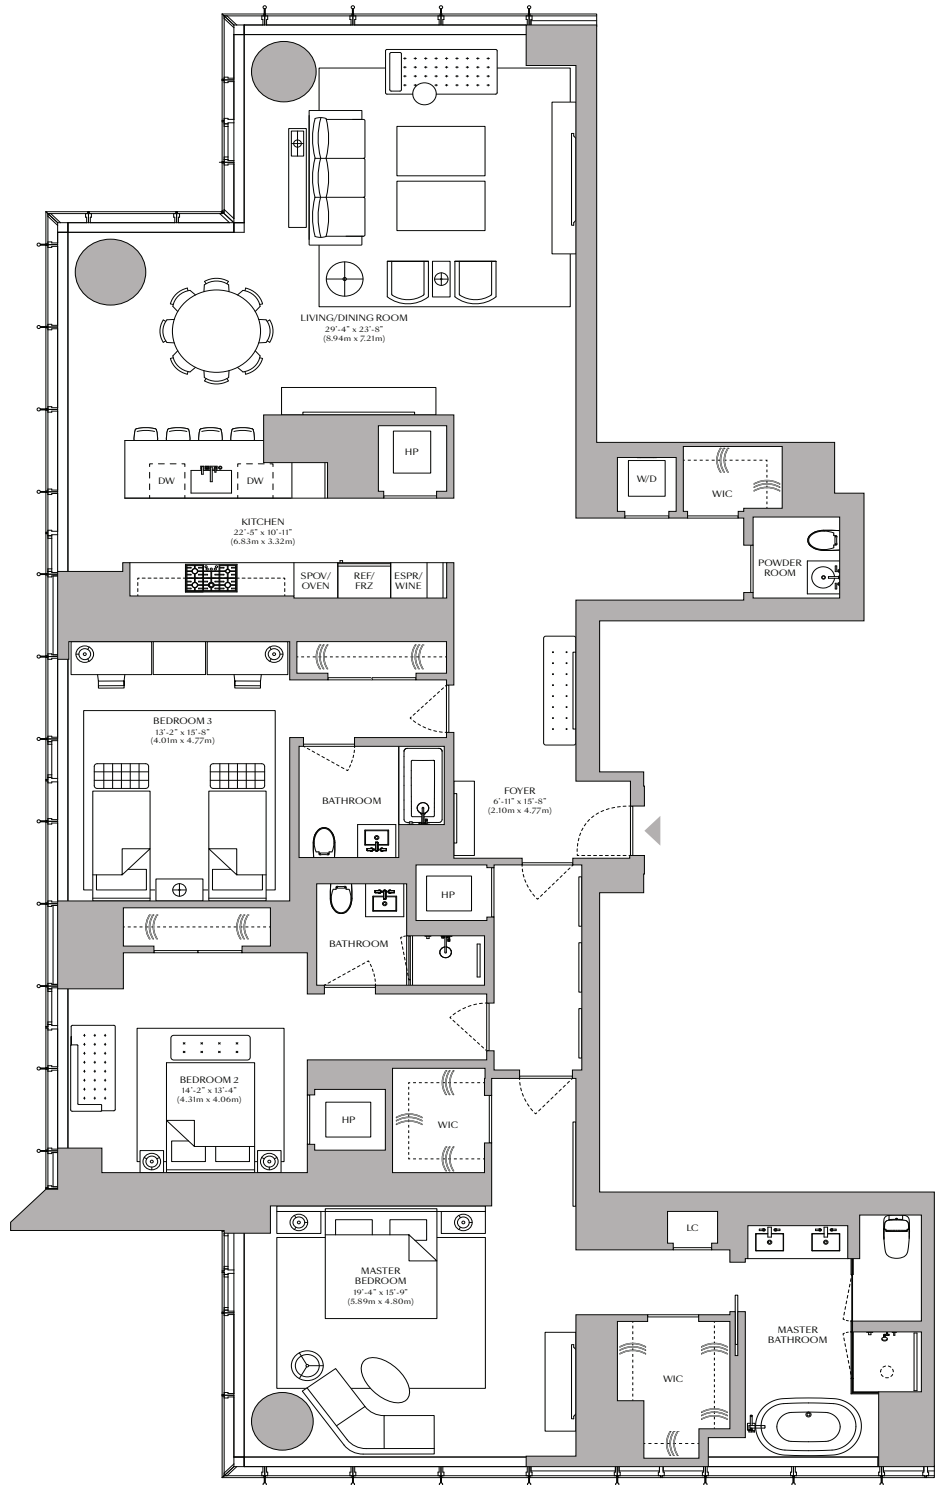 LIVING/DINING ROOM
29'-4" x 23'-8"
(8.94m x 7.21m)
HP
DW
DW
W/D
WIC
KITCHEN
22'-5" x 10'-11"
(6.83m x 3.32m)
POWDER
ROOM
SPOV/
OVEN
REF/
FRZ
ESPR/
WINE
BEDROOM 3
13'-2" x 15'-8"
(4.01m x 4.77m)
FOYER
6'-11" x 15'-8"
(2.10m x 4.77m)
BATHROOM
HP
BATHROOM
BEDROOM 2
14'-2" x 13'-4"
(4.31m x 4.06m)
HP
WIC
LC
MASTER
BEDROOM
19'-4" x 15'-9"
(5.89m x 4.80m)
MASTER
BATHROOM
WIC